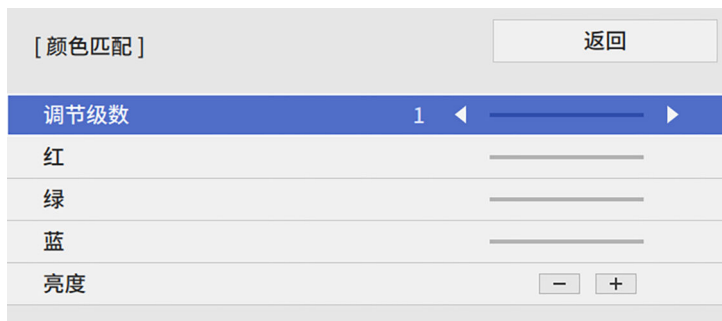 [ 颜色匹配 ]
返回
调节级数 1
红
绿
蓝
亮度 − +